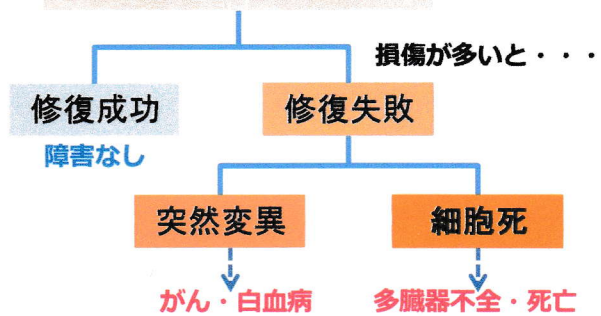 損傷が多いと・・・
修復成功
修復失敗
障害なし
突然変異
細胞死
がん・白血病
多臓器不全・死亡